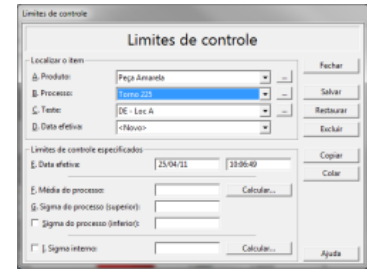 Limites de controle
Limites de controle
Localizar o item
A. Produto: Peça Amarela ...
B. Processo: Torno 225 ...
C. Teste: DE - Loc A ...
D. Data efetiva: <Novo>
Limites de controle especificados
E. Data efetiva: 25/04/11 10:06:49
F. Média do processo: Calcular...
G. Sigma do processo (superior):
Sigma do processo (inferior):
I. Sigma interno: Calcular...
Fechar
Salvar
Restaurar
Excluir
Copiar
Colar
Ajuda